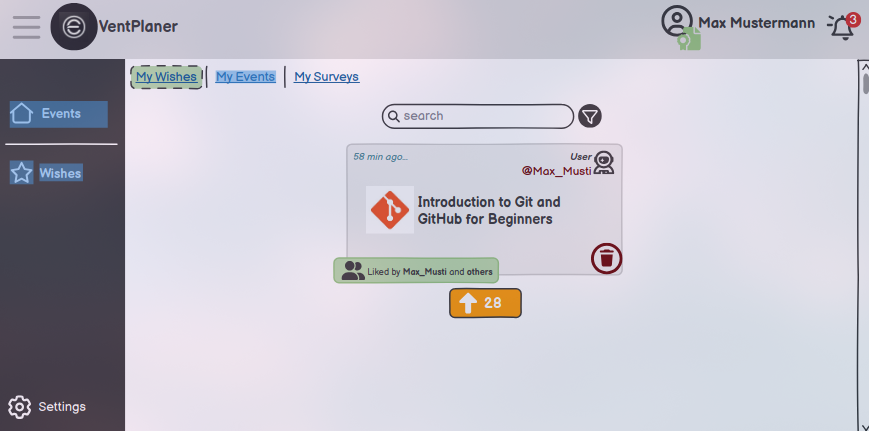 VentPlaner
Max Mustermann
3
My Wishes
My Events
My Surveys
Events
Wishes
search
58 min ago..
User
@Max_Musti
Introduction to Git and
GitHub for Beginners
Liked by Max_Musti and others
28
Settings